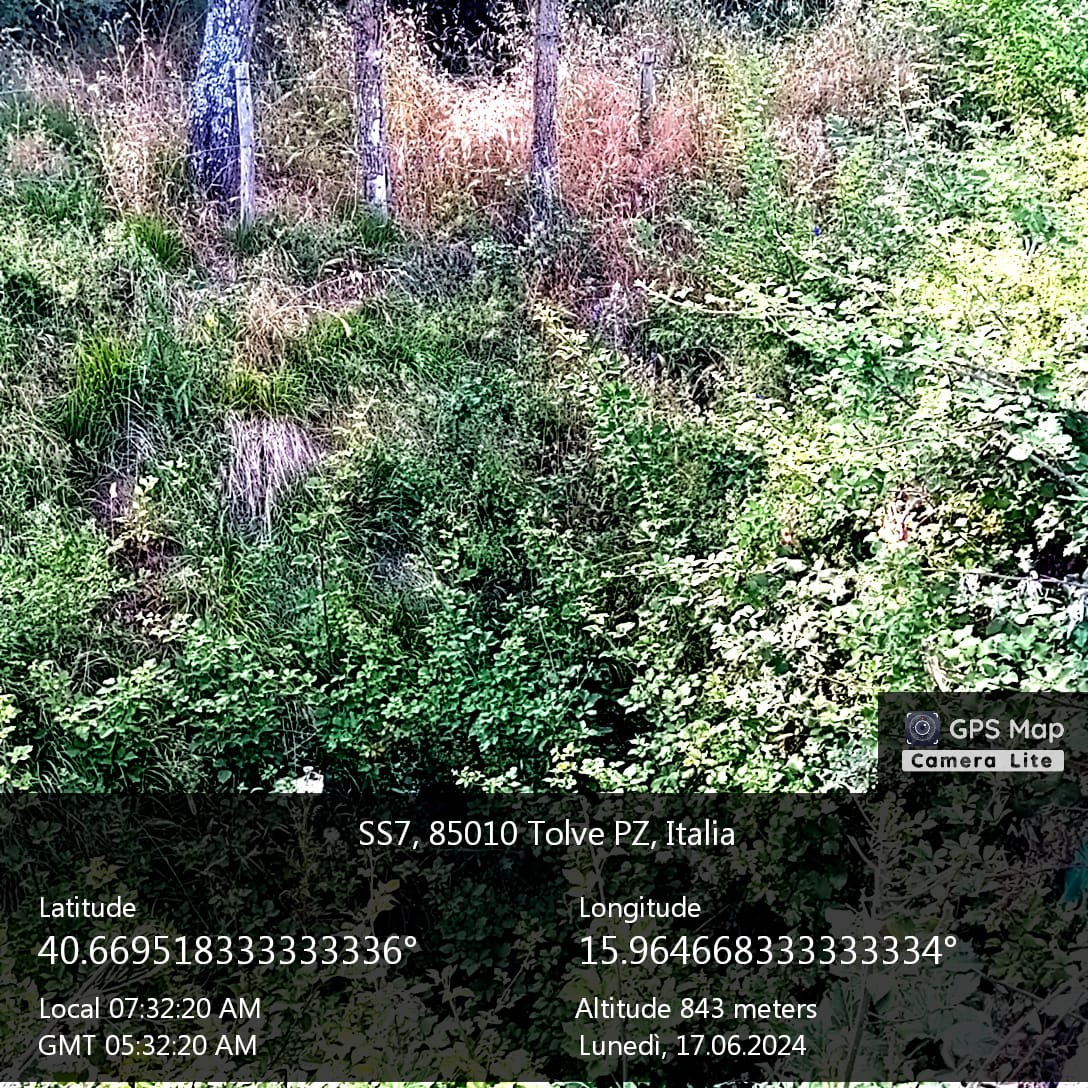 GPS Map
Camera Lite
SS7, 85010 Tolve PZ, Italia
Latitude
40.669518333333336°
Longitude
15.964668333333334°
Local 07:32:20 AM
GMT 05:32:20 AM
Altitude 843 meters
Lunedì, 17.06.2024